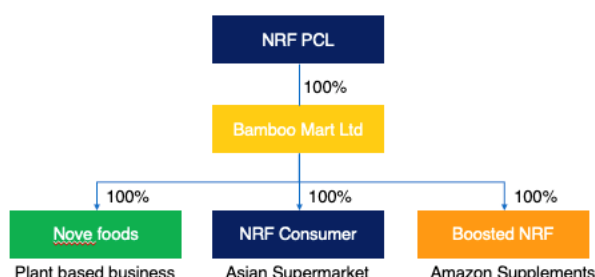 NRF PCL
100%
Bamboo Mart Ltd
100%
100%
100%
Nove foods
NRF Consumer
Boosted NRF
Plant based business
Asian Supermarket
Amazon Supplements